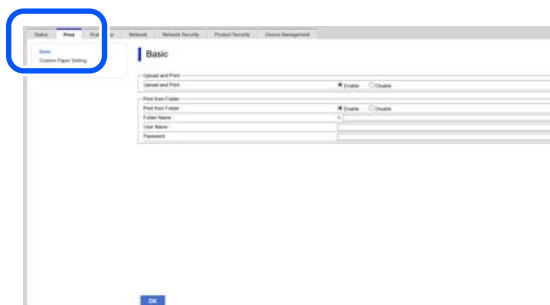 Status Print Network Network Security Product Security Device Management
Basic
Custom Paper Setting
Basic
Upload and Print
Upload and Print Enable Disable
Print from Folder
Print from Folder Enable Disable
Folder Name \\
User Name
Password
OK